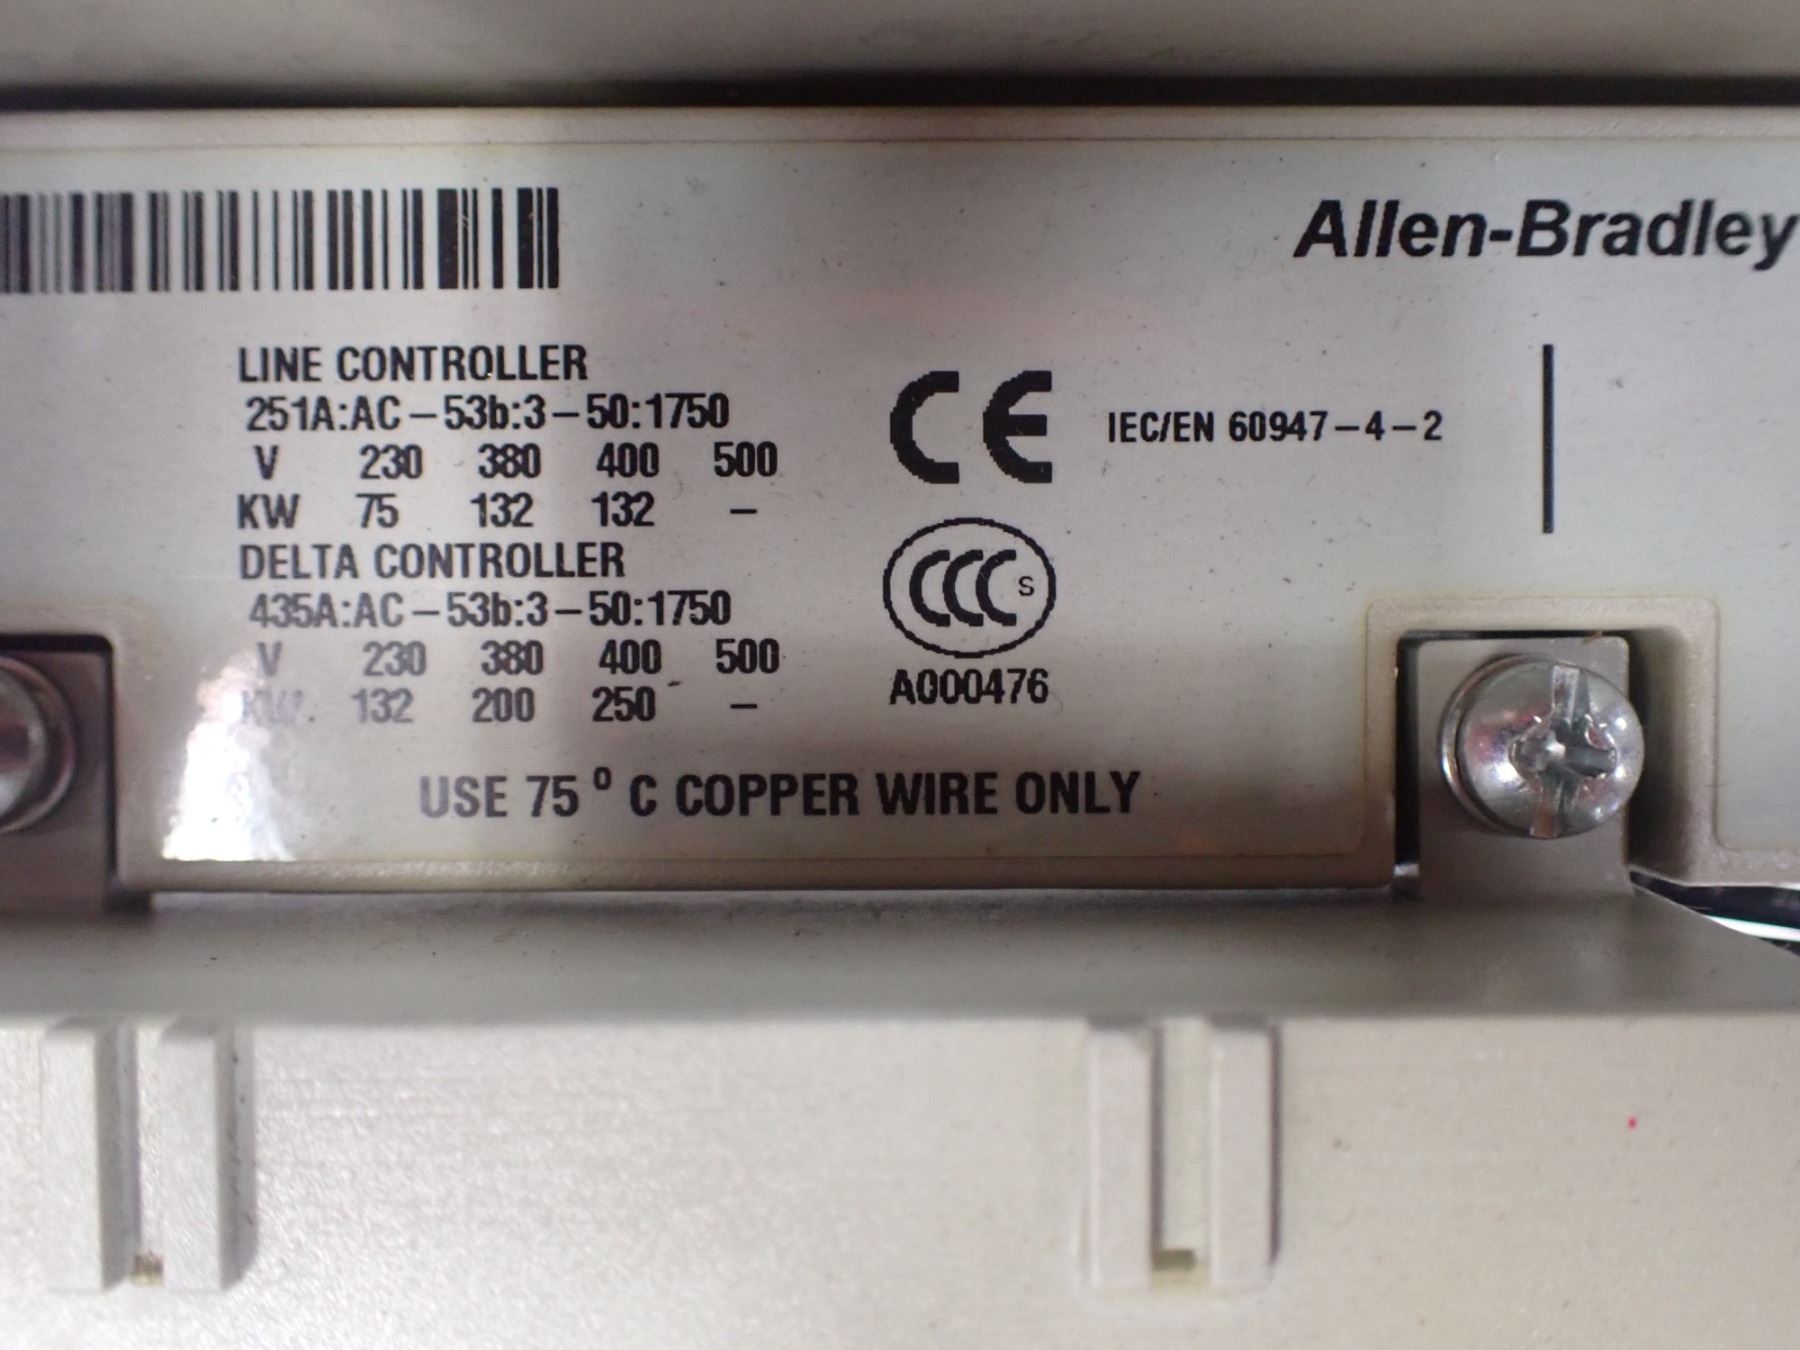 Allen-Bradley
LINE CONTROLLER
251A:AC-53b:3-50:1750
V 230 380 400 500
KW 75 132 132 -
DELTA CONTROLLER
435A:AC-53b:3-50:1750
V 230 380 400 500
KW 132 200 250 -
USE 75 ° C COPPER WIRE ONLY
CE
IEC/EN 60947-4-2
CCC S
A000476